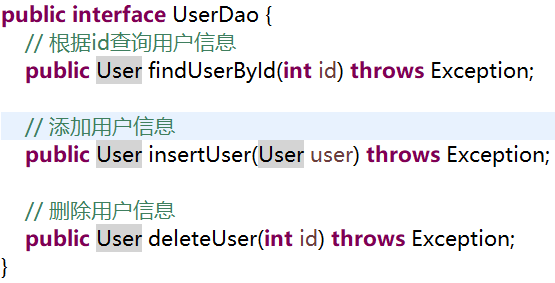 public interface UserDao {
// 根据id查询用户信息
public User findUserById(int id) throws Exception;
// 添加用户信息
public User insertUser(User user) throws Exception;
// 删除用户信息
public User deleteUser(int id) throws Exception;
}